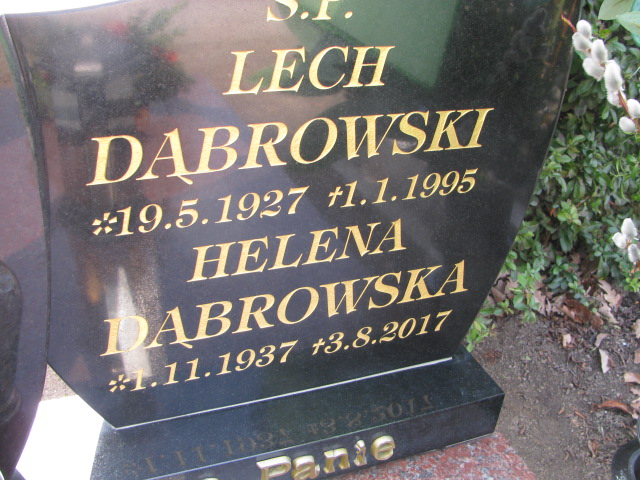 Ś.P.
LECH
DĄBROWSKI
*19.5.1927 †1.1.1995
HELENA
DĄBROWSKA
*1.11.1937 †3.8.2017
Panie